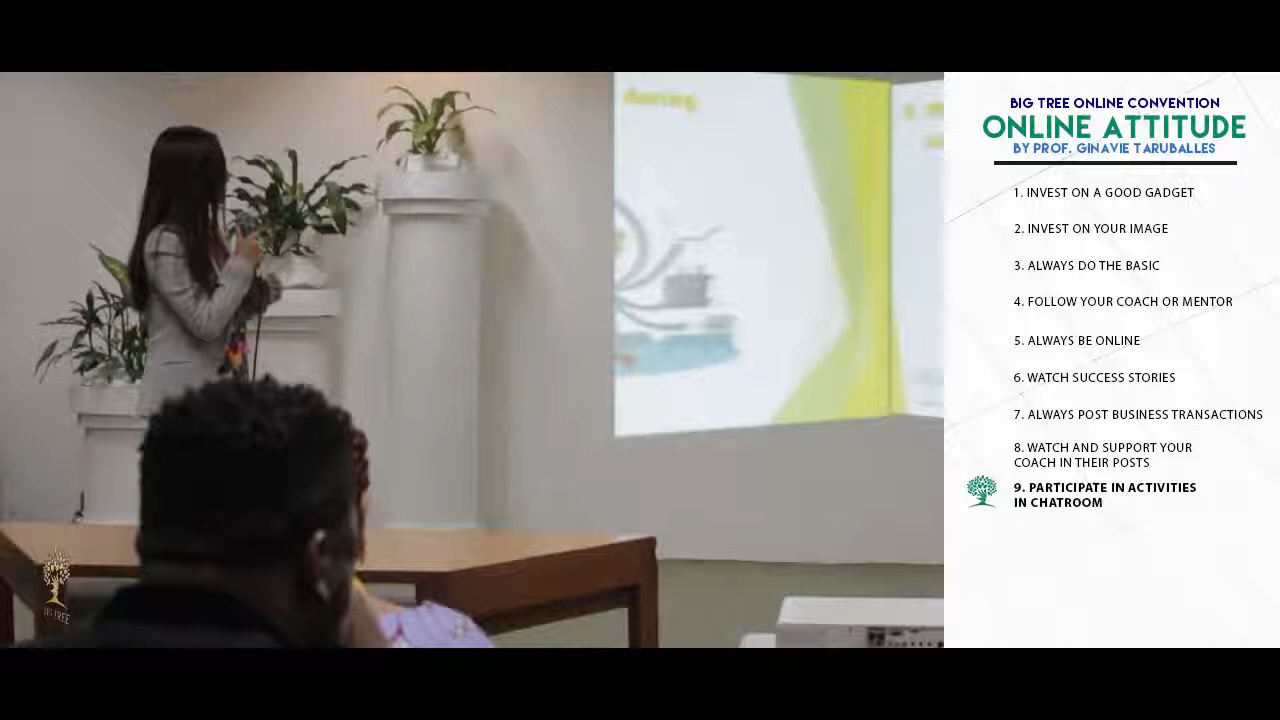 BIG TREE ONLINE CONVENTION
ONLINE ATTITUDE
BY PROF. GINAVIE TARUBALLES
1. INVEST ON A GOOD GADGET
2. INVEST ON YOUR IMAGE
3. ALWAYS DO THE BASIC
4. FOLLOW YOUR COACH OR MENTOR
5. ALWAYS BE ONLINE
6. WATCH SUCCESS STORIES
7. ALWAYS POST BUSINESS TRANSACTIONS
8. WATCH AND SUPPORT YOUR
COACH IN THEIR POSTS
9. PARTICIPATE IN ACTIVITIES
IN CHATROOM
BIG TREE